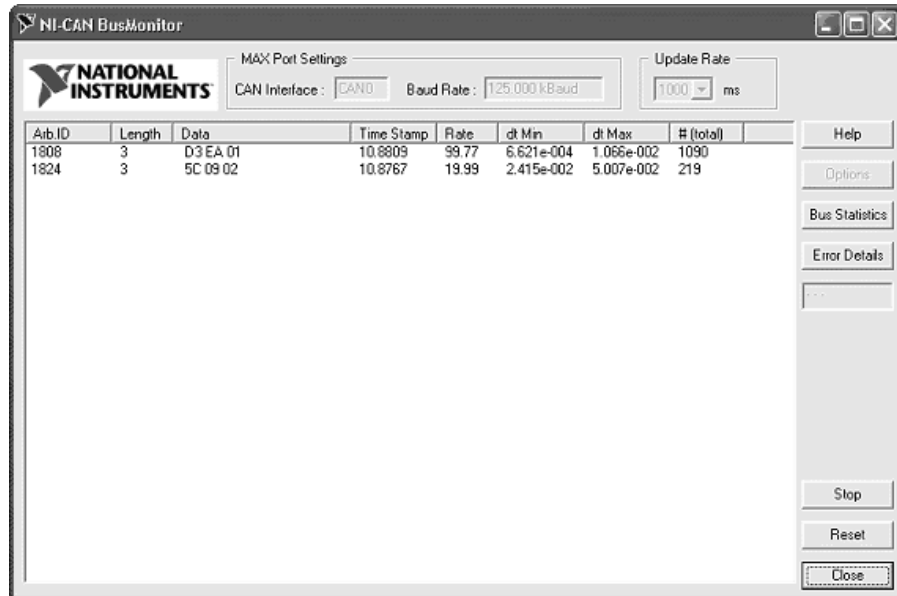 NI-CAN BusMonitor
NATIONAL
INSTRUMENTS
MAX Port Settings
CAN Interface : CAN0 Baud Rate : 125.000 kBaud
Update Rate
1000 ms
Arb.ID Length Data Time Stamp Rate dt Min dt Max # (total)
1808 3 D3 EA 01 10.8809 99.77 6.621e-004 1.066e-002 1090
1824 3 5C 09 02 10.8767 19.99 2.415e-002 5.007e-002 219
Help
Options
Bus Statistics
Error Details
...
Stop
Reset
Close